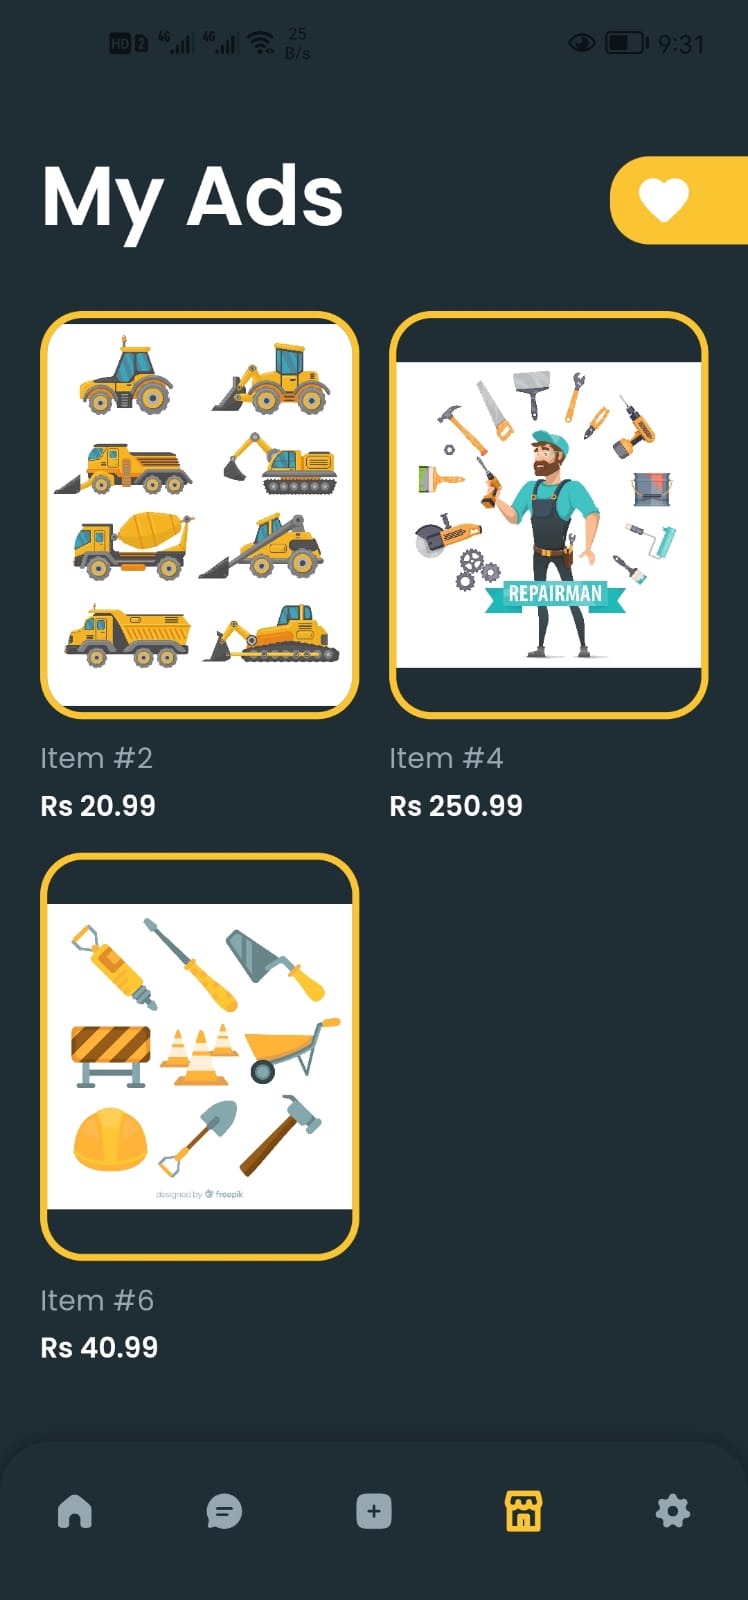 HD 2 4G 4G 25 B/s 9:31
My Ads
REPAIRMAN
designed by freepik
Item #2
Rs 20.99
Item #4
Rs 250.99
Item #6
Rs 40.99